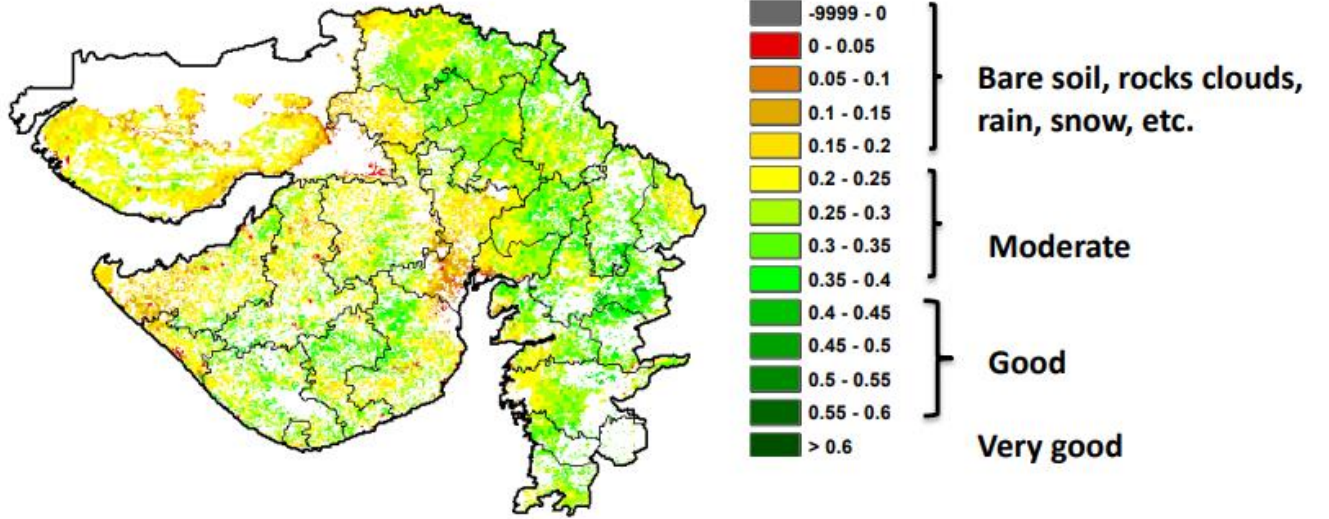 -9999 - 0
0 - 0.05
0.05 - 0.1
0.1 - 0.15
0.15 - 0.2
Bare soil, rocks clouds,
rain, snow, etc.
0.2 - 0.25
0.25 - 0.3
0.3 - 0.35
0.35 - 0.4
Moderate
0.4 - 0.45
0.45 - 0.5
0.5 - 0.55
0.55 - 0.6
Good
> 0.6
Very good